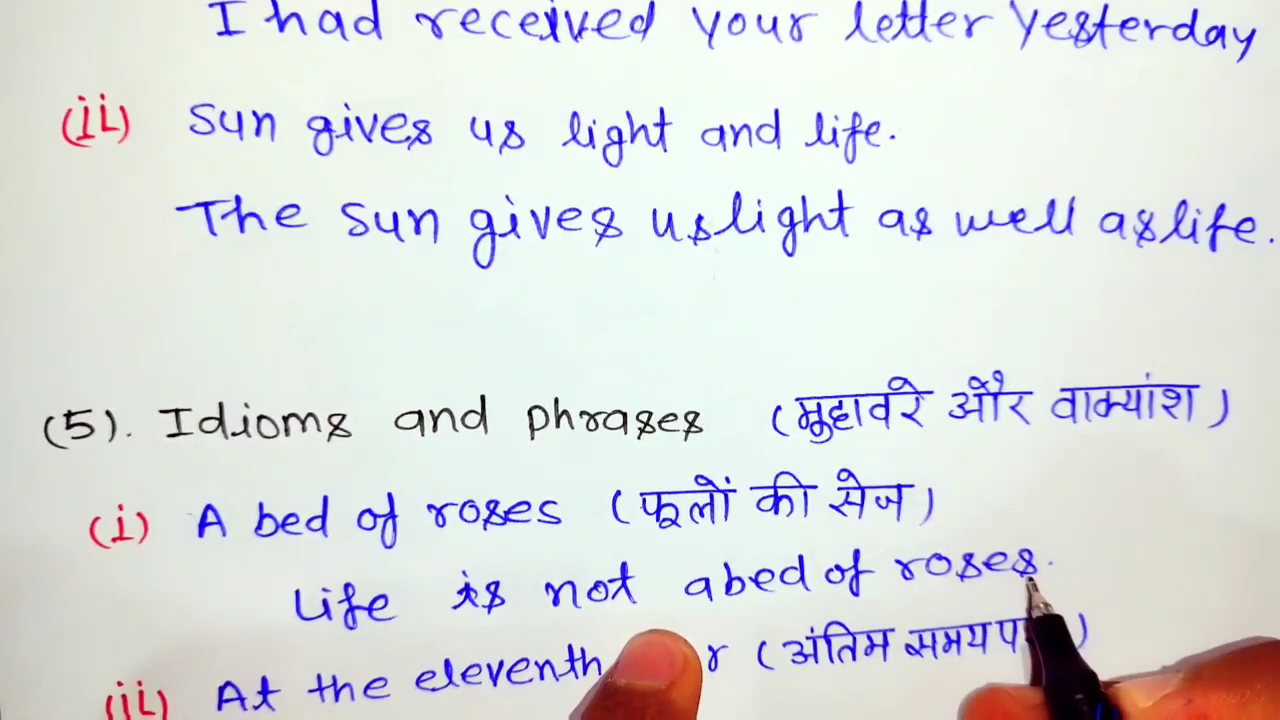 I had received your letter yesterday
(ii) Sun gives us light and life.
The Sun gives us light as well as life.
(5). Idioms and phrases (मुहावरे और वाक्यांश)
(i) A bed of roses (फूलों की सेज)
Life is not a bed of roses.
(ii) At the eleventh (अंतिम समय